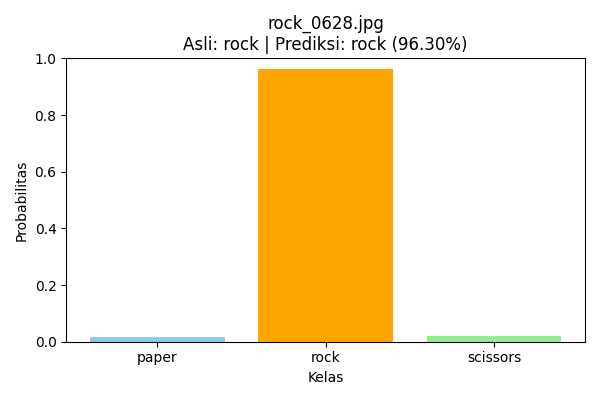 rock_0628.jpg
Asli: rock | Prediksi: rock (96.30%)
1.0
0.8
0.6
0.4
0.2
0.0
Probabilitas
paper rock scissors
Kelas